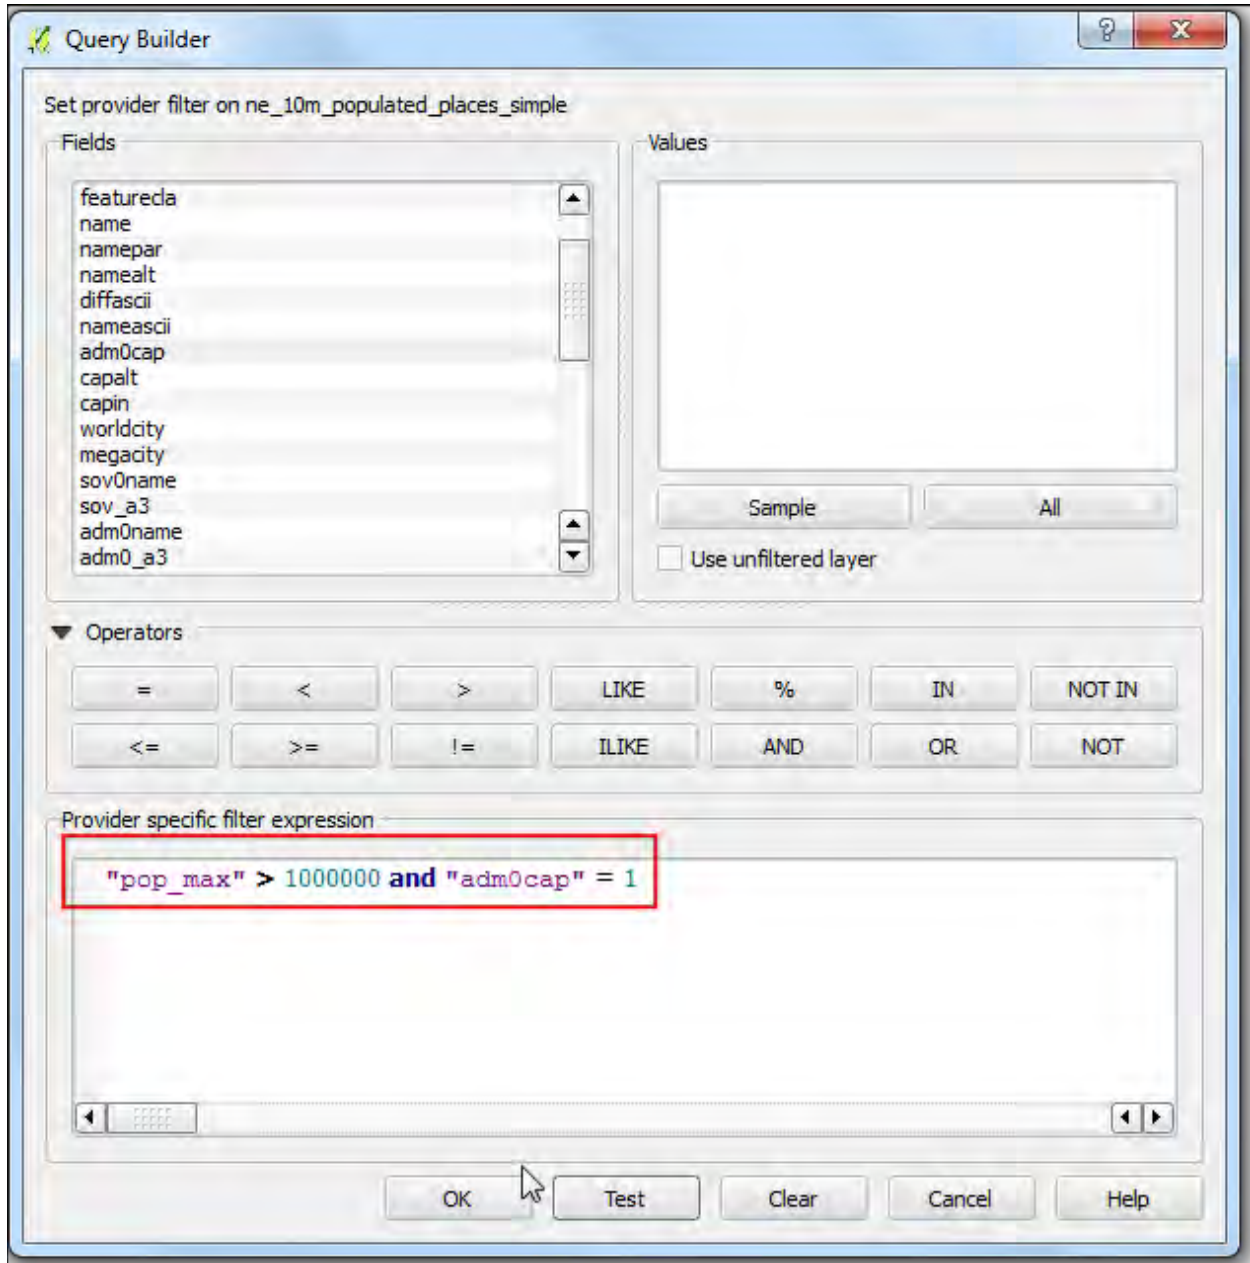 Query Builder
Set provider filter on ne_10m_populated_places_simple
Fields
featurecla
name
namepar
namealt
diffascii
nameascii
adm0cap
capalt
capin
worldcity
megacity
sov0name
sov_a3
adm0name
adm0_a3
Values
Sample All
Use unfiltered layer
Operators
= < > LIKE % IN NOT IN
<= >= != ILIKE AND OR NOT
Provider specific filter expression
"pop_max" > 1000000 and "adm0cap" = 1
OK Test Clear Cancel Help